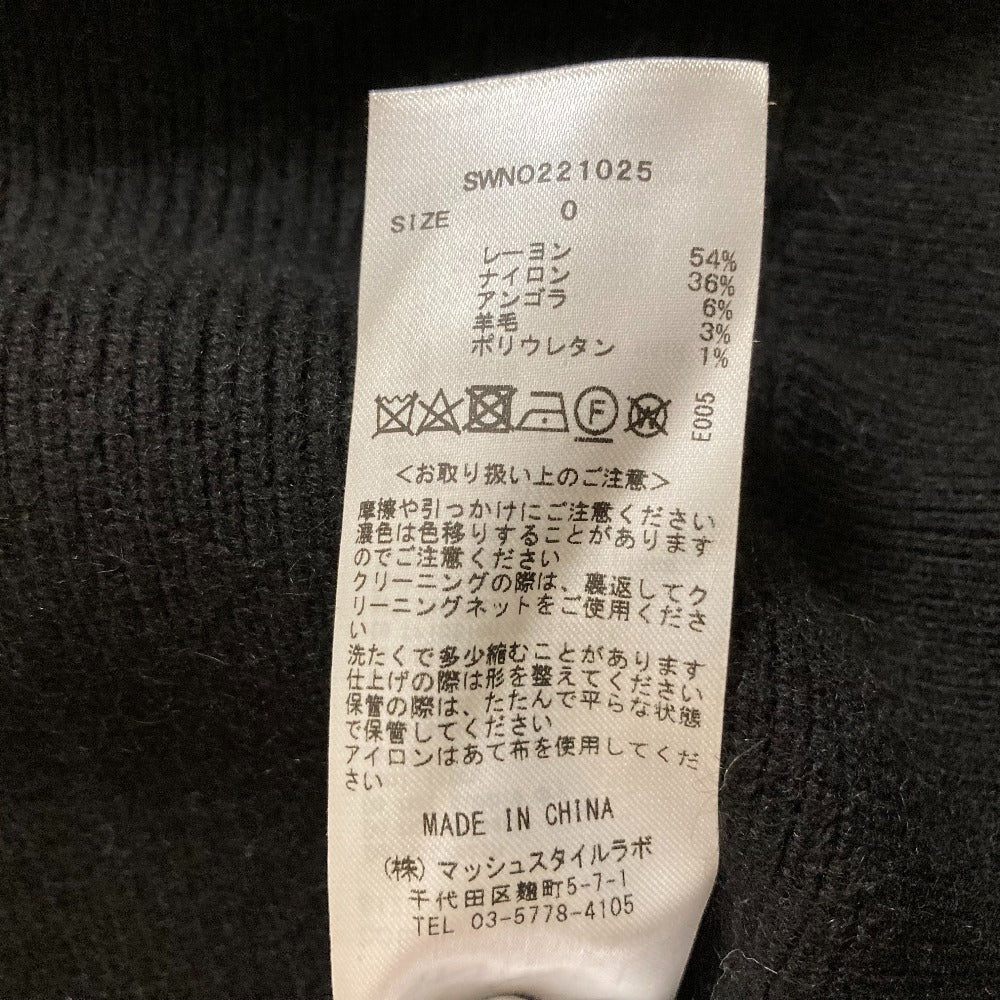 SWNO221025
SIZE 0
レーヨン 54%
ナイロン 36%
アンゴラ 6%
羊毛 3%
ポリウレタン 1%
F W E005
＜お取り扱い上のご注意＞
摩擦や引っかけにご注意ください
濃色は色移りすることがあります
のでご注意ください
クリーニングの際は、裏返してク
リーニングネットをご使用くださ
い
洗たくで多少縮むことがあります
仕上げの際は形を整えてください
保管の際は、たたんで平らな状態
で保管してください
アイロンはあて布を使用してくだ
さい
MADE IN CHINA
(株)マッシュスタイルラボ
千代田区麹町5-7-1
TEL 03-5778-4105